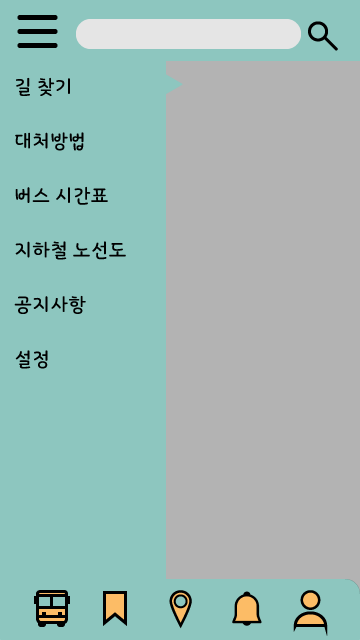 길 찾기
대처방법
버스 시간표
지하철 노선도
공지사항
설정